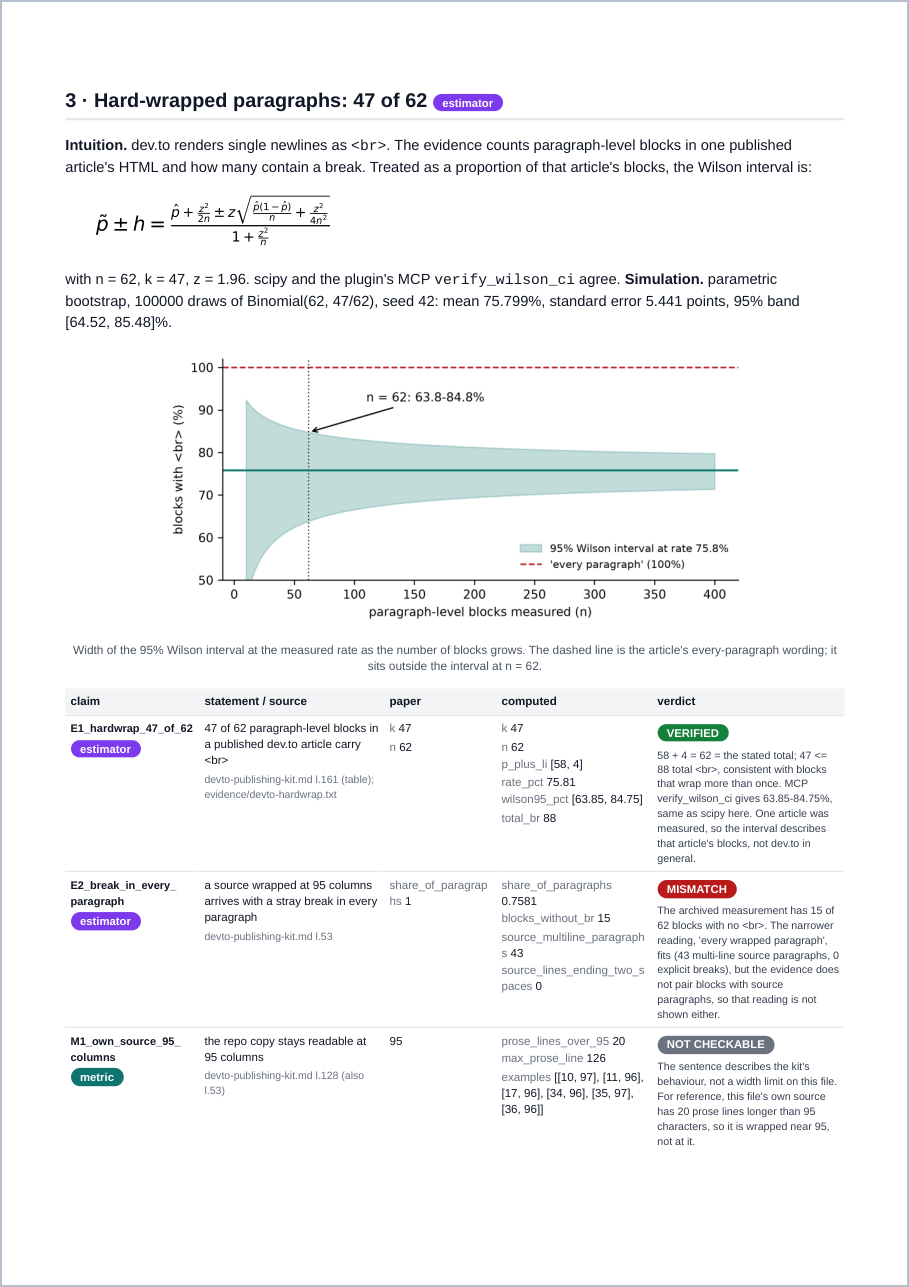 3 · Hard-wrapped paragraphs: 47 of 62 estimator
Intuition. dev.to renders single newlines as <br>. The evidence counts paragraph-level blocks in one published
article's HTML and how many contain a break. Treated as a proportion of that article's blocks, the Wilson interval is:
p̃ ± h = (p̂ + z²/2n ± z√(p̂(1 − p̂)/n + z²/4n²)) / (1 + z²/n)
with n = 62, k = 47, z = 1.96. scipy and the plugin's MCP verify_wilson_ci agree. Simulation. parametric
bootstrap, 100000 draws of Binomial(62, 47/62), seed 42: mean 75.799%, standard error 5.441 points, 95% band
[64.52, 85.48]%.
100
90
80
70
60
50
blocks with <br> (%)
n = 62: 63.8-84.8%
95% Wilson interval at rate 75.8%
'every paragraph' (100%)
0 50 100 150 200 250 300 350 400
paragraph-level blocks measured (n)
Width of the 95% Wilson interval at the measured rate as the number of blocks grows. The dashed line is the article's every-paragraph wording; it
sits outside the interval at n = 62.
claim statement / source paper computed verdict
E1_hardwrap_47_of_62
estimator
47 of 62 paragraph-level blocks in
a published dev.to article carry
<br>
devto-publishing-kit.md l.161 (table);
evidence/devto-hardwrap.txt
k 47
n 62
k 47
n 62
p_plus_li [58, 4]
rate_pct 75.81
wilson95_pct [63.85, 84.75]
total_br 88
VERIFIED
58 + 4 = 62 = the stated total; 47 <=
88 total <br>, consistent with blocks
that wrap more than once. MCP
verify_wilson_ci gives 63.85-84.75%,
same as scipy here. One article was
measured, so the interval describes
that article's blocks, not dev.to in
general.
E2_break_in_every_
paragraph
estimator
a source wrapped at 95 columns
arrives with a stray break in every
paragraph
devto-publishing-kit.md l.53
share_of_paragrap
hs 1
share_of_paragraphs
0.7581
blocks_without_br 15
source_multiline_paragraph
s 43
source_lines_ending_two_s
paces 0
MISMATCH
The archived measurement has 15 of
62 blocks with no <br>. The narrower
reading, 'every wrapped paragraph',
fits (43 multi-line source paragraphs, 0
explicit breaks), but the evidence does
not pair blocks with source
paragraphs, so that reading is not
shown either.
M1_own_source_95_
columns
metric
the repo copy stays readable at
95 columns
devto-publishing-kit.md l.128 (also
l.53)
95
prose_lines_over_95 20
max_prose_line 126
examples [[10, 97], [11, 96],
[17, 96], [34, 96], [35, 97],
[36, 96]]
NOT CHECKABLE
The sentence describes the kit's
behaviour, not a width limit on this file.
For reference, this file's own source
has 20 prose lines longer than 95
characters, so it is wrapped near 95,
not at it.